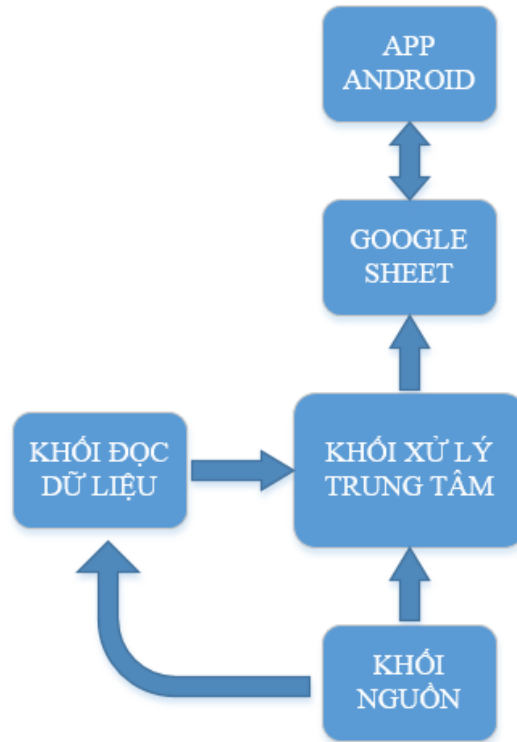 APP
ANDROID
GOOGLE
SHEET
KHỐI ĐỌC
DỮ LIỆU
KHỐI XỬ LÝ
TRUNG TÂM
KHỐI
NGUỒN